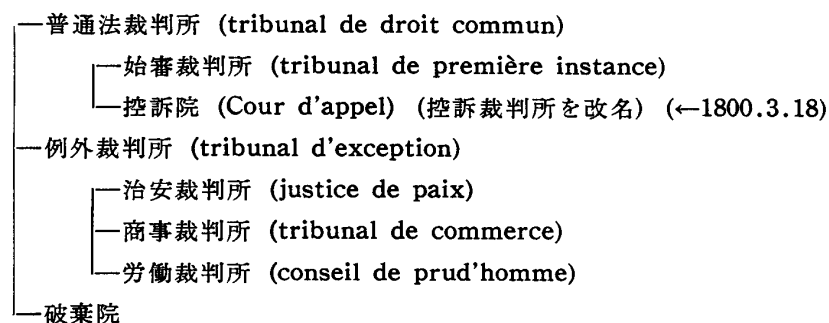 普通法裁判所 (tribunal de droit commun)
始審裁判所 (tribunal de première instance)
控訴院 (Cour d'appel) (控訴裁判所を改名) (←1800.3.18)
例外裁判所 (tribunal d'exception)
治安裁判所 (justice de paix)
商事裁判所 (tribunal de commerce)
労働裁判所 (conseil de prud'homme)
破棄院